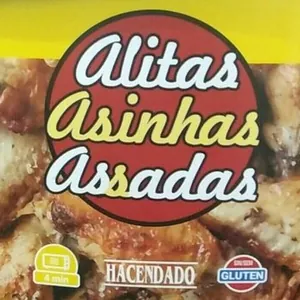 Alitas
Asinhas
Assadas
4 min
HACENDADO
GLUTEN